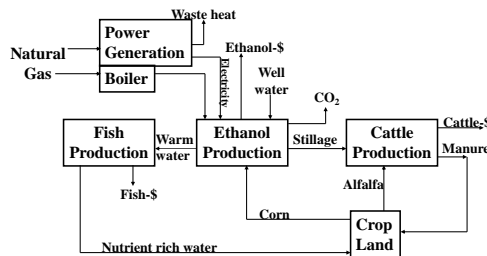 Waste heat
Power
Generation
Natural
Gas
Boiler
Electricity
Ethanol-$
Well
water
CO2
Fish
Production
Warm
water
Ethanol
Production
Stillage
Cattle
Production
Cattle-$
Manure
Fish-$
Alfalfa
Corn
Crop
Land
Nutrient rich water